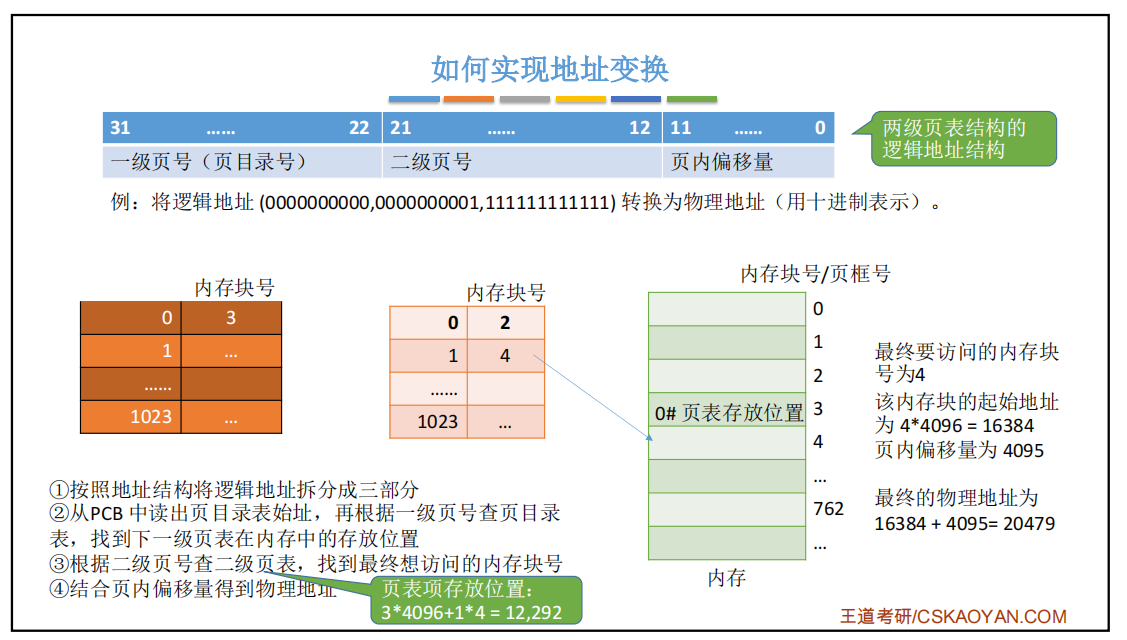 如何实现地址变换
31 …… 22 21 …… 12 11 …… 0
一级页号（页目录号） 二级页号 页内偏移量
两级页表结构的
逻辑地址结构
例：将逻辑地址 (0000000000,0000000001,111111111111) 转换为物理地址（用十进制表示）。
内存块号
0 3
1 …
……
1023 …
内存块号
0 2
1 4
……
1023 …
内存块号/页框号
0
1
2
0# 页表存放位置 3
4
…
762
…
内存
最终要访问的内存块
号为4
该内存块的起始地址
为 4*4096 = 16384
页内偏移量为 4095
最终的物理地址为
16384 + 4095= 20479
①按照地址结构将逻辑地址拆分成三部分
②从PCB 中读出页目录表始址，再根据一级页号查页目录
表，找到下一级页表在内存中的存放位置
③根据二级页号查二级页表，找到最终想访问的内存块号
④结合页内偏移量得到物理地址
页表项存放位置：
3*4096+1*4 = 12,292
王道考研/CSKAOYAN.COM